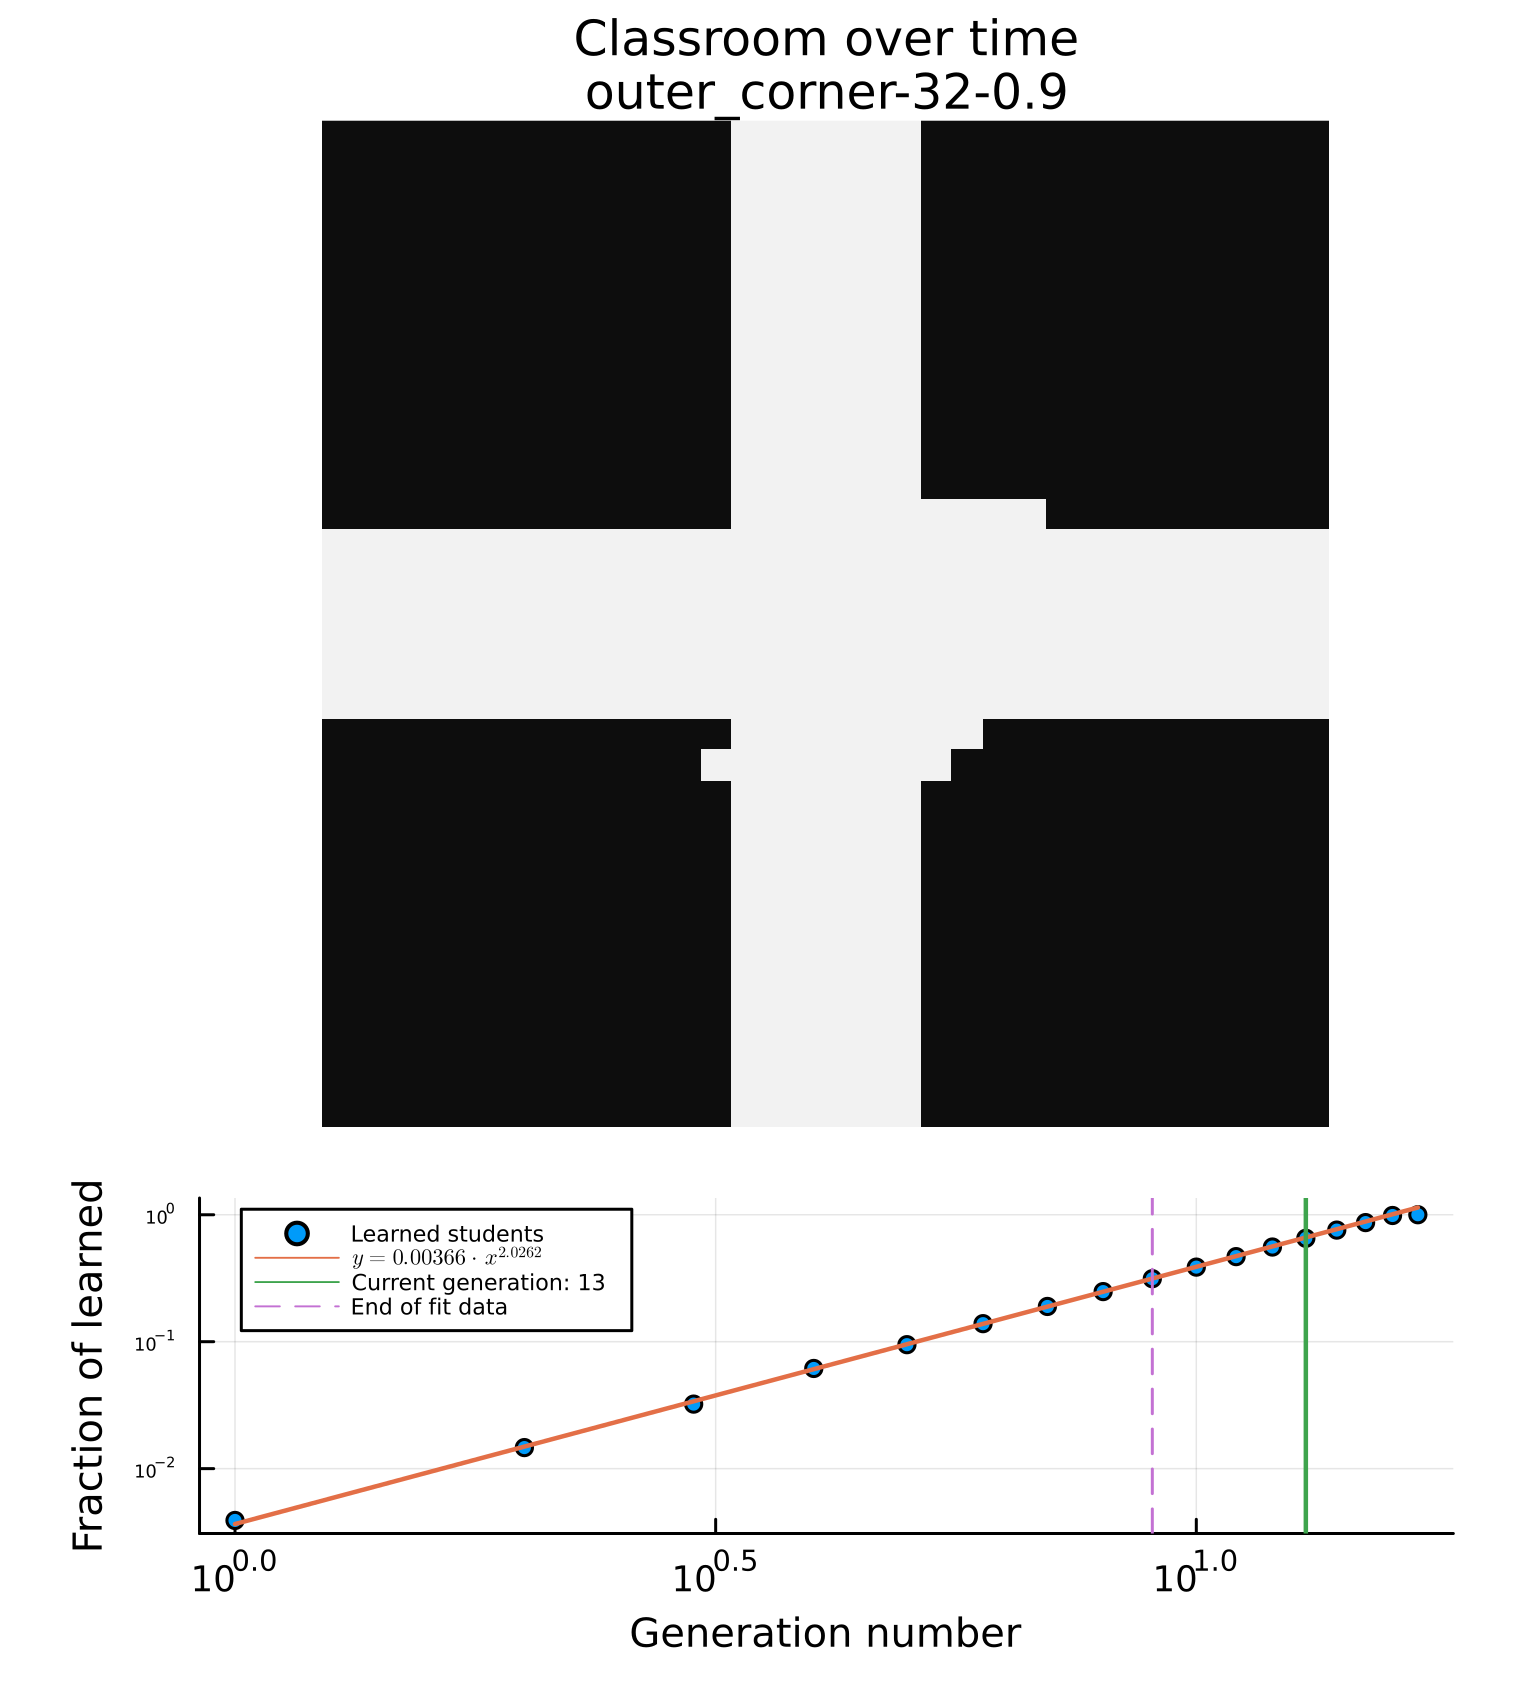 Classroom over time
outer_corner-32-0.9
Fraction of learned
10^0
10^-1
10^-2
Learned students
y = 0.00366 · x^2.0262
Current generation: 13
End of fit data
10^0.0
10^0.5
10^1.0
Generation number